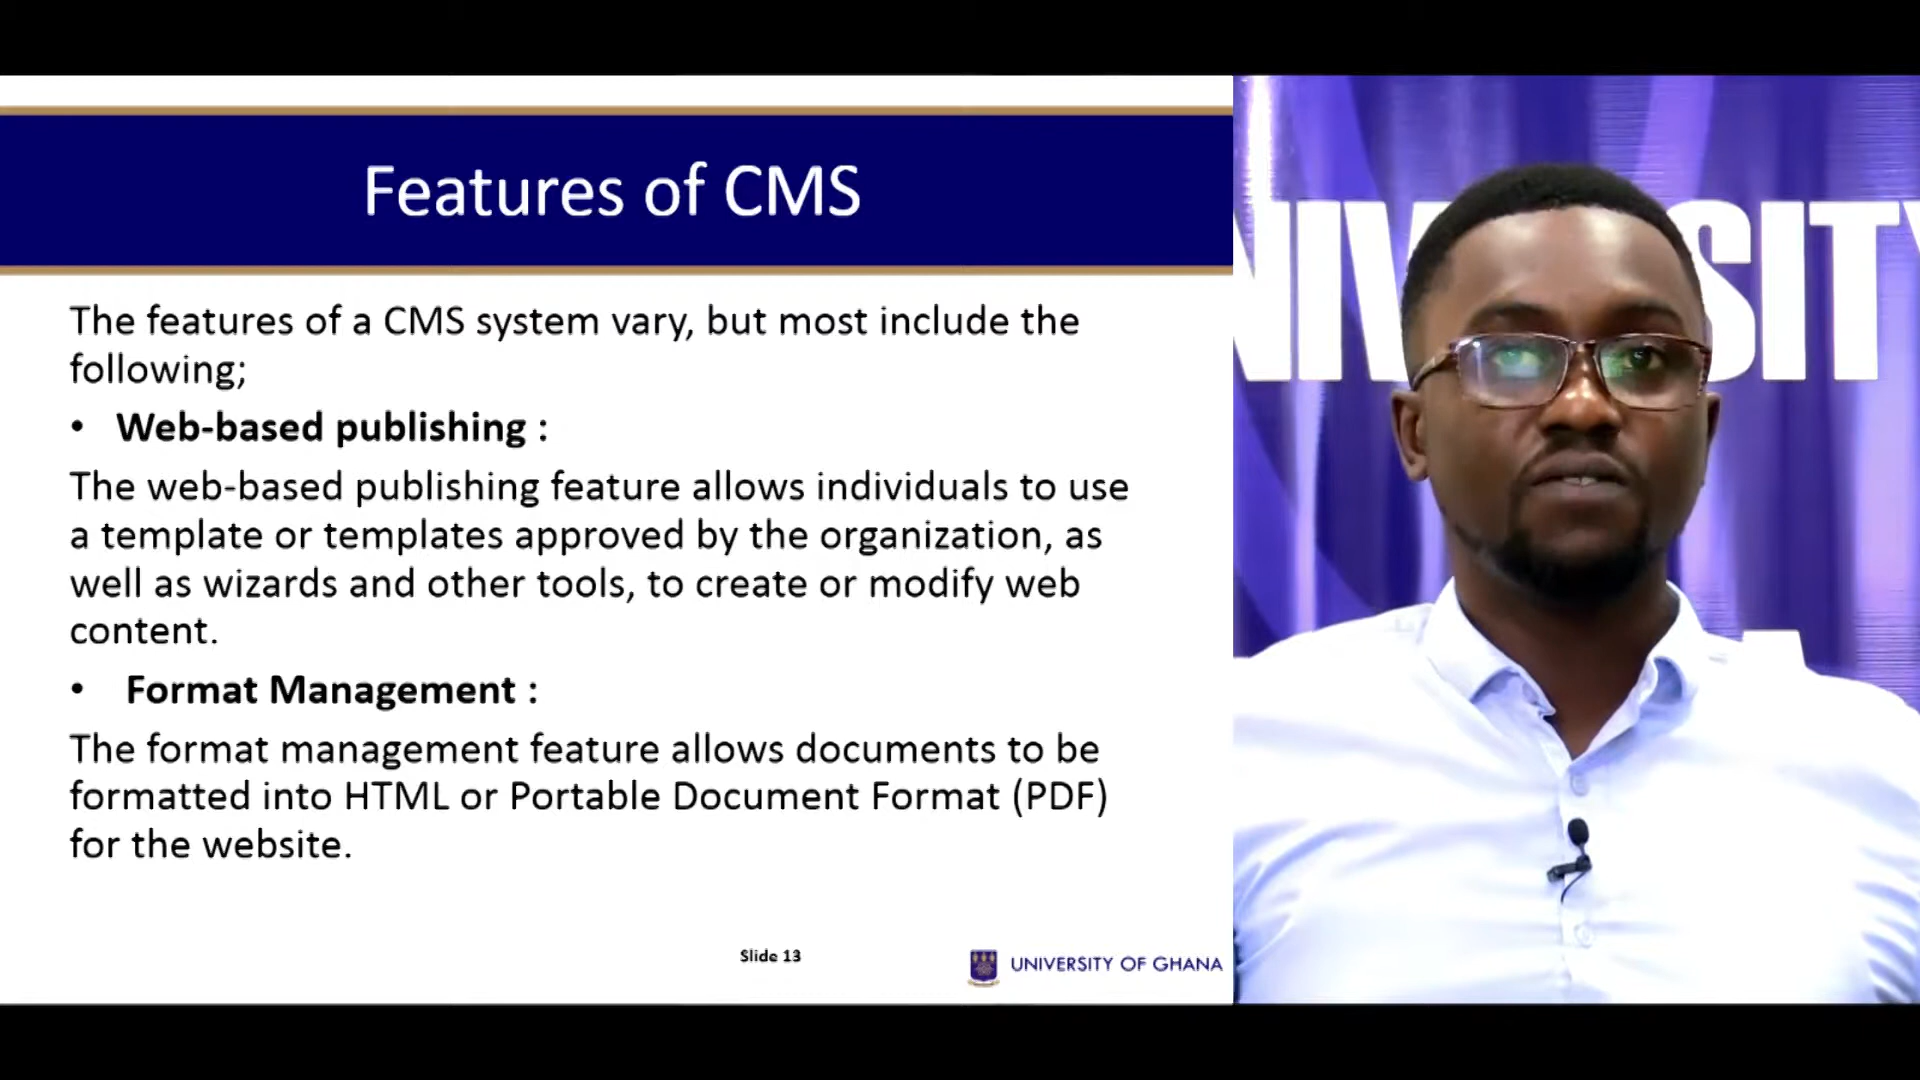 Features of CMS
The features of a CMS system vary, but most include the
following;
• Web-based publishing :
The web-based publishing feature allows individuals to use
a template or templates approved by the organization, as
well as wizards and other tools, to create or modify web
content.
• Format Management :
The format management feature allows documents to be
formatted into HTML or Portable Document Format (PDF)
for the website.
Slide 13
UNIVERSITY OF GHANA